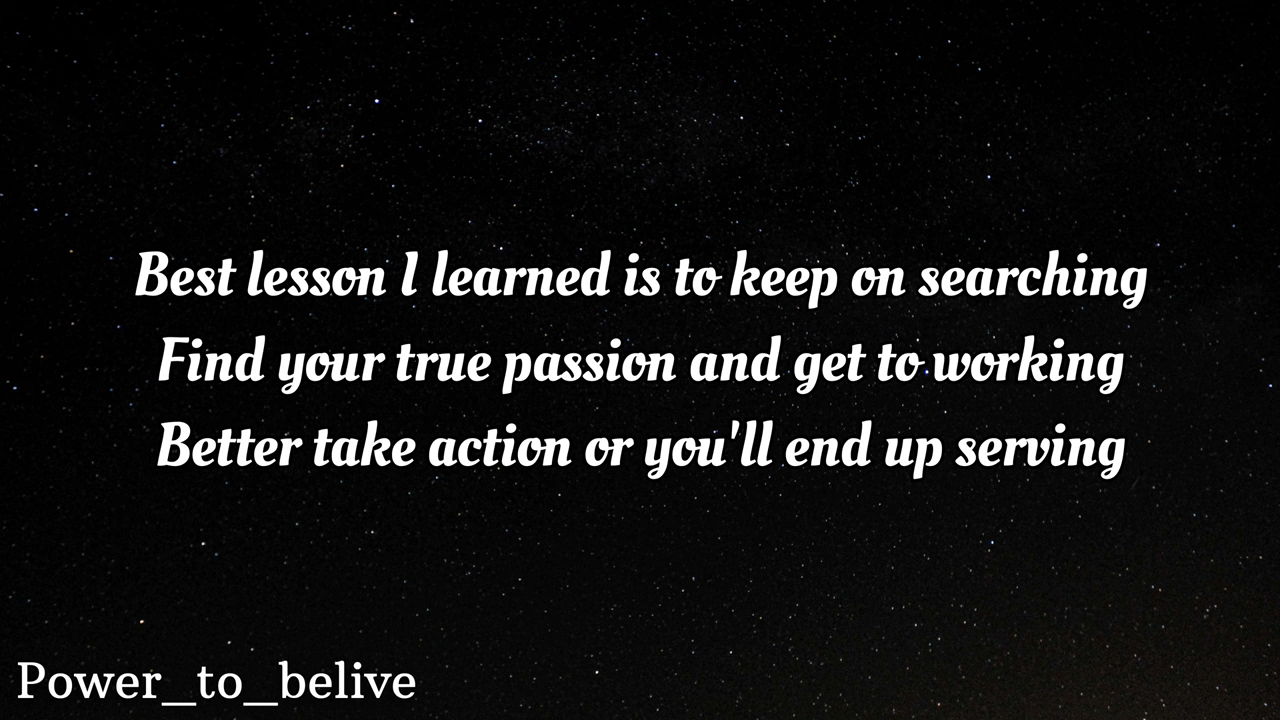 Best lesson I learned is to keep on searching
Find your true passion and get to working
Better take action or you'll end up serving
Power_to_belive